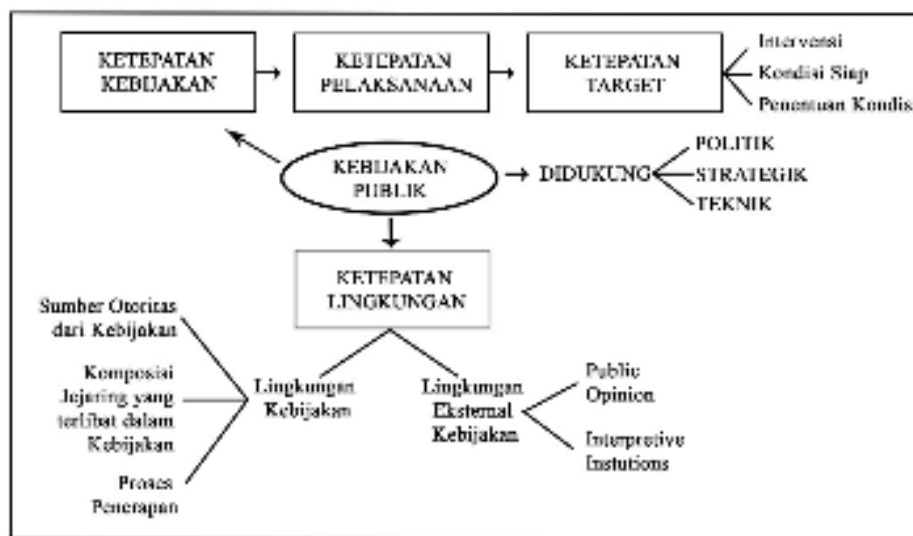 KETEPATAN
KEBIJAKAN
KETEPATAN
PELAKSANAAN
KETEPATAN
TARGET
Intervensi
Kondisi Siap
Penentuan Kondis
KEBIJAKAN
PUBLIK
DIDUKUNG
POLITIK
STRATEGIK
TEKNIK
KETEPATAN
LINGKUNGAN
Sumber Otoritas
dari Kebijakan
Komposisi
Jejaring yang
terlibat dalam
Kebijakan
Proses
Penerapan
Lingkungan
Kebijakan
Lingkungan
Eksternal
Kebijakan
Public
Opinion
Interpretive
Instutions